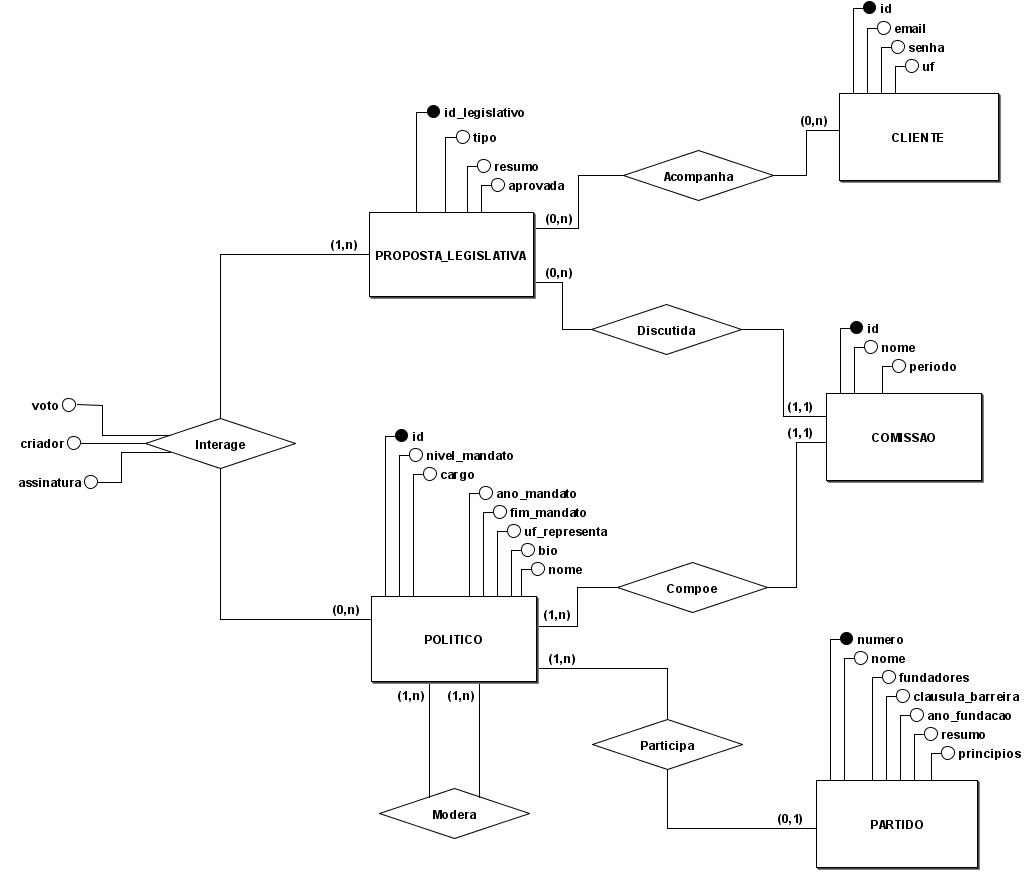 id
email
senha
uf
CLIENTE
(0,n)
Acompanha
id_legislativo
tipo
resumo
aprovada
PROPOSTA_LEGISLATIVA
(0,n)
(0,n)
(1,n)
Discutida
id
nome
periodo
(1,1)
COMISSAO
(1,1)
voto
criador
assinatura
Interage
id
nivel_mandato
cargo
ano_mandato
fim_mandato
uf_representa
bio
nome
(0,n)
POLITICO
(1,n)
(1,n)
Compoe
(1,n)
(1,n)
Modera
Participa
numero
nome
fundadores
clausula_barreira
ano_fundacao
resumo
principios
(0,1)
PARTIDO